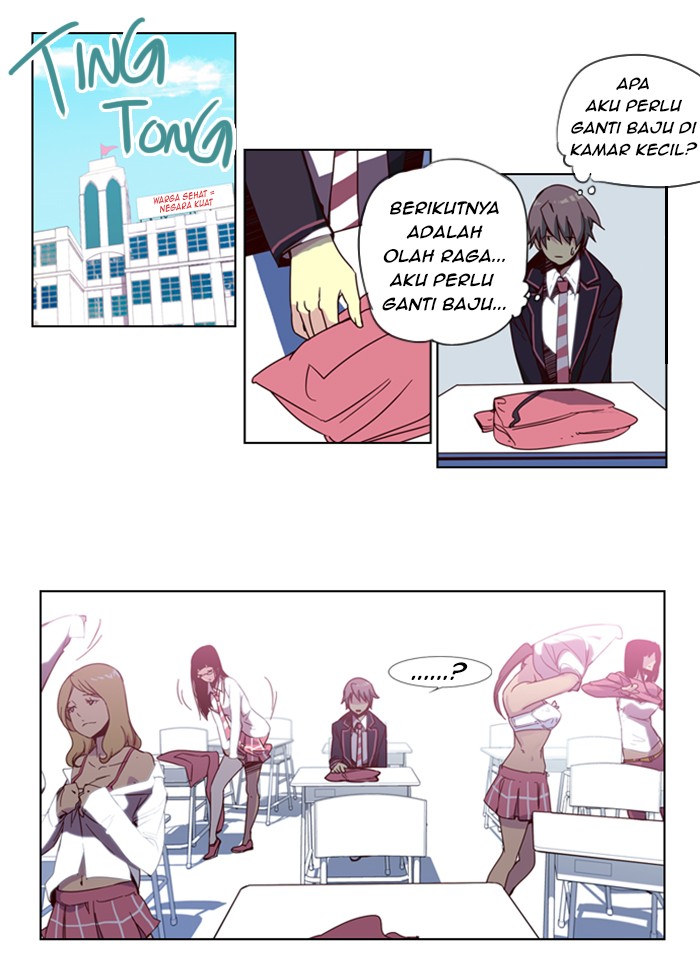 TING
TONG
WARGA SEHAT =
NEGARA KUAT
APA
AKU PERLU
GANTI BAJU DI
KAMAR KECIL?
BERIKUTNYA
ADALAH
OLAH RAGA...
AKU PERLU
GANTI BAJU...
......?